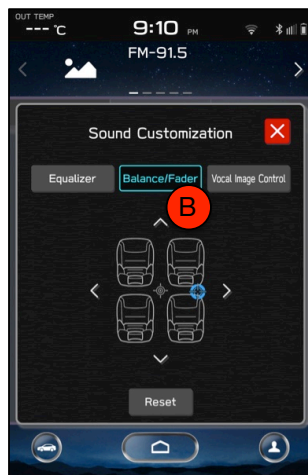 OUT TEMP
--- °C
9:10 PM
FM-91.5
Sound Customization
Equalizer
Balance/Fader
Vocal Image Control
B
Reset